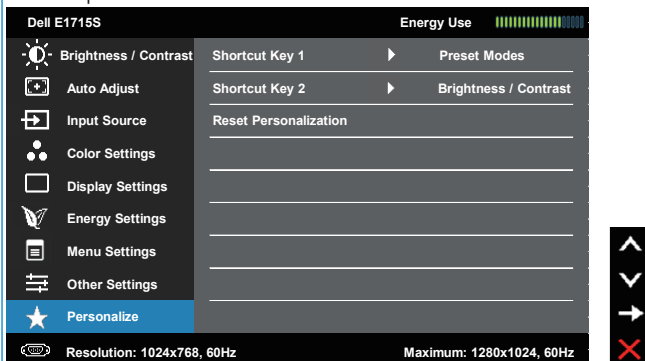 Dell E1715S Energy Use
Brightness / Contrast Shortcut Key 1 Preset Modes
Auto Adjust Shortcut Key 2 Brightness / Contrast
Input Source Reset Personalization
Color Settings
Display Settings
Energy Settings
Menu Settings
Other Settings
Personalize
Resolution: 1024x768, 60Hz Maximum: 1280x1024, 60Hz